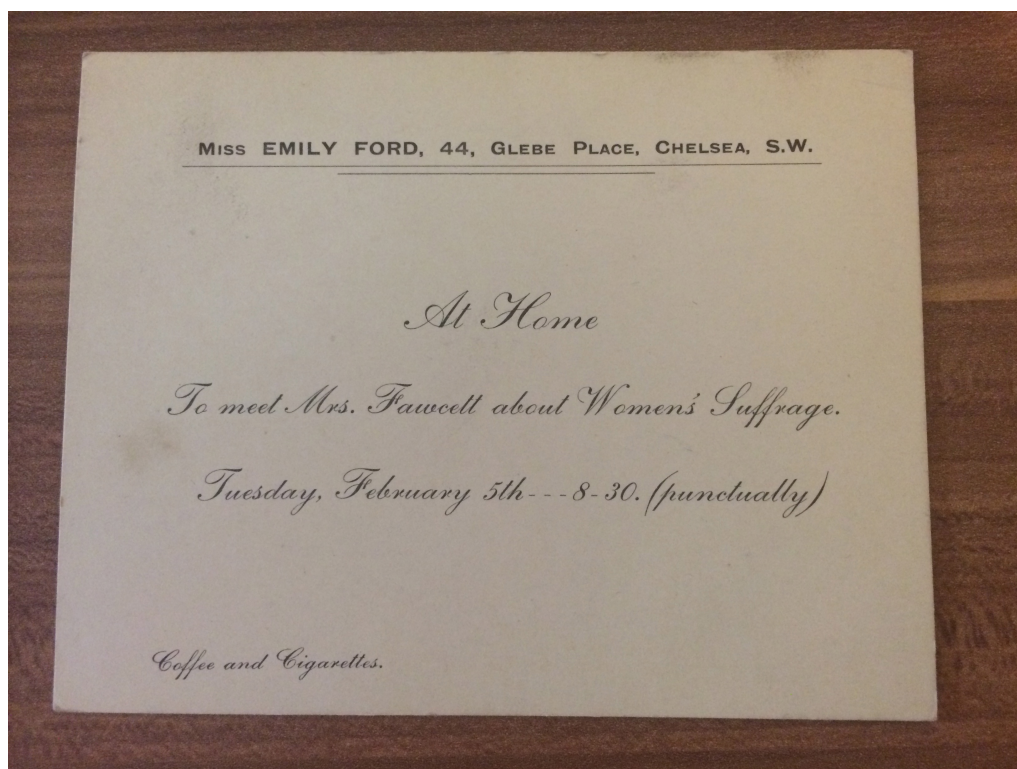 Miss EMILY FORD, 44, Glebe Place, Chelsea, S.W.
At Home
To meet Mrs. Fawcett about Women's Suffrage.
Tuesday, February 5th---8-30. (punctually)
Coffee and Cigarettes.